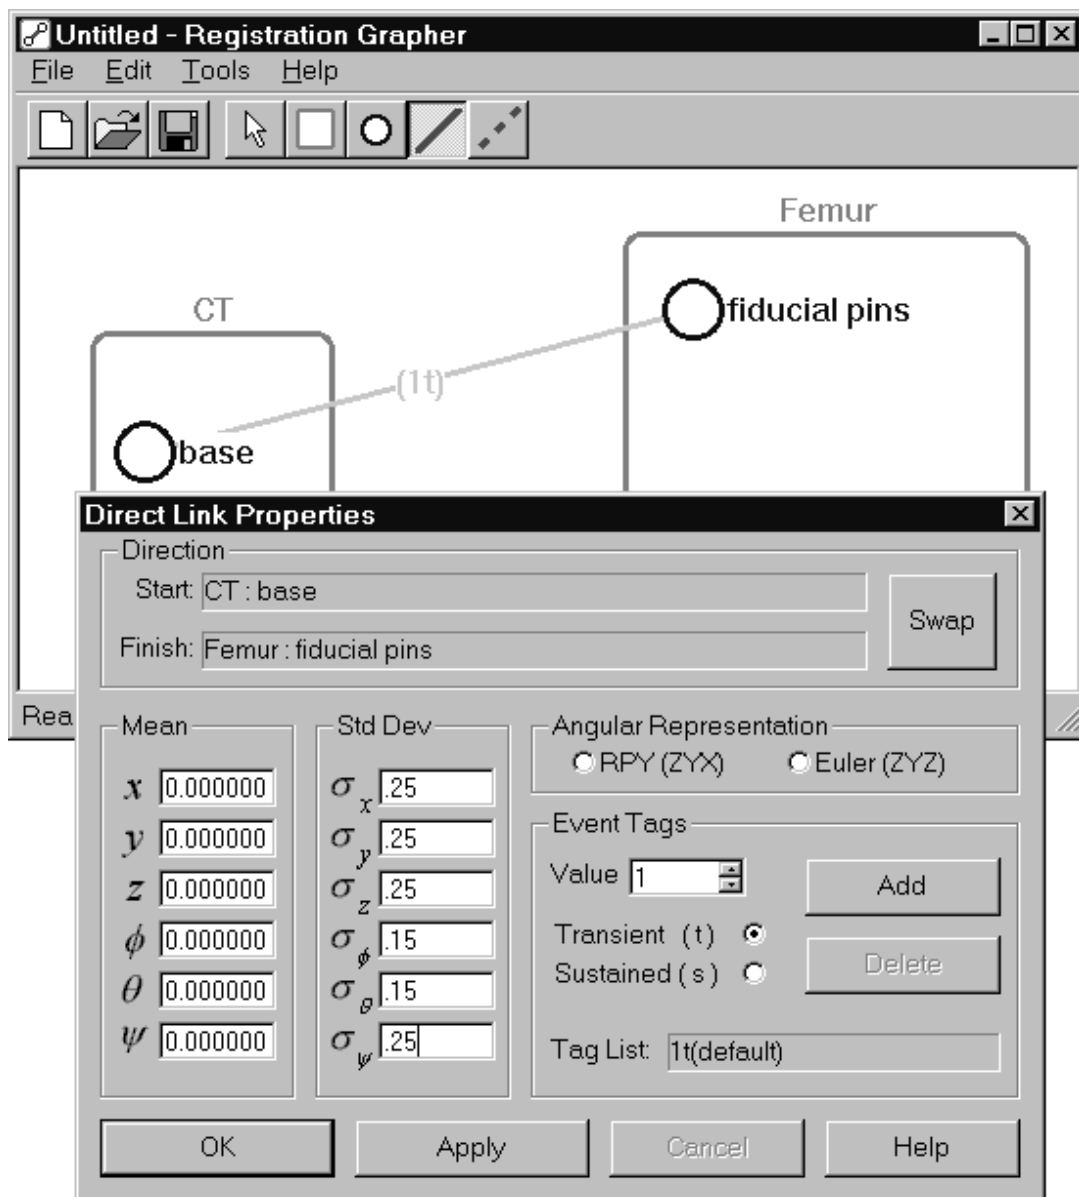 Untitled - Registration Grapher
File Edit Tools Help
Femur
fiducial pins
CT
(1t)
base
Direct Link Properties
Direction
Start: CT : base
Swap
Finish: Femur : fiducial pins
Rea
Mean
Std Dev
Angular Representation
RPY (ZYX) Euler (ZYZ)
x 0.000000 σx .25
y 0.000000 σy .25
z 0.000000 σz .25
ϕ 0.000000 σϕ .15
θ 0.000000 σθ .15
ψ 0.000000 σψ .25
Event Tags
Value 1 Add
Transient (t)
Sustained (s)
Delete
Tag List: 1t(default)
OK Apply Cancel Help